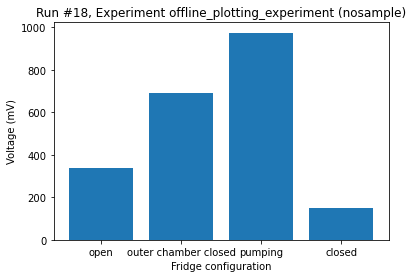 Run #18, Experiment offline_plotting_experiment (nosample)
1000
800
600
400
200
0
Voltage (mV)
open outer chamber closed pumping closed
Fridge configuration